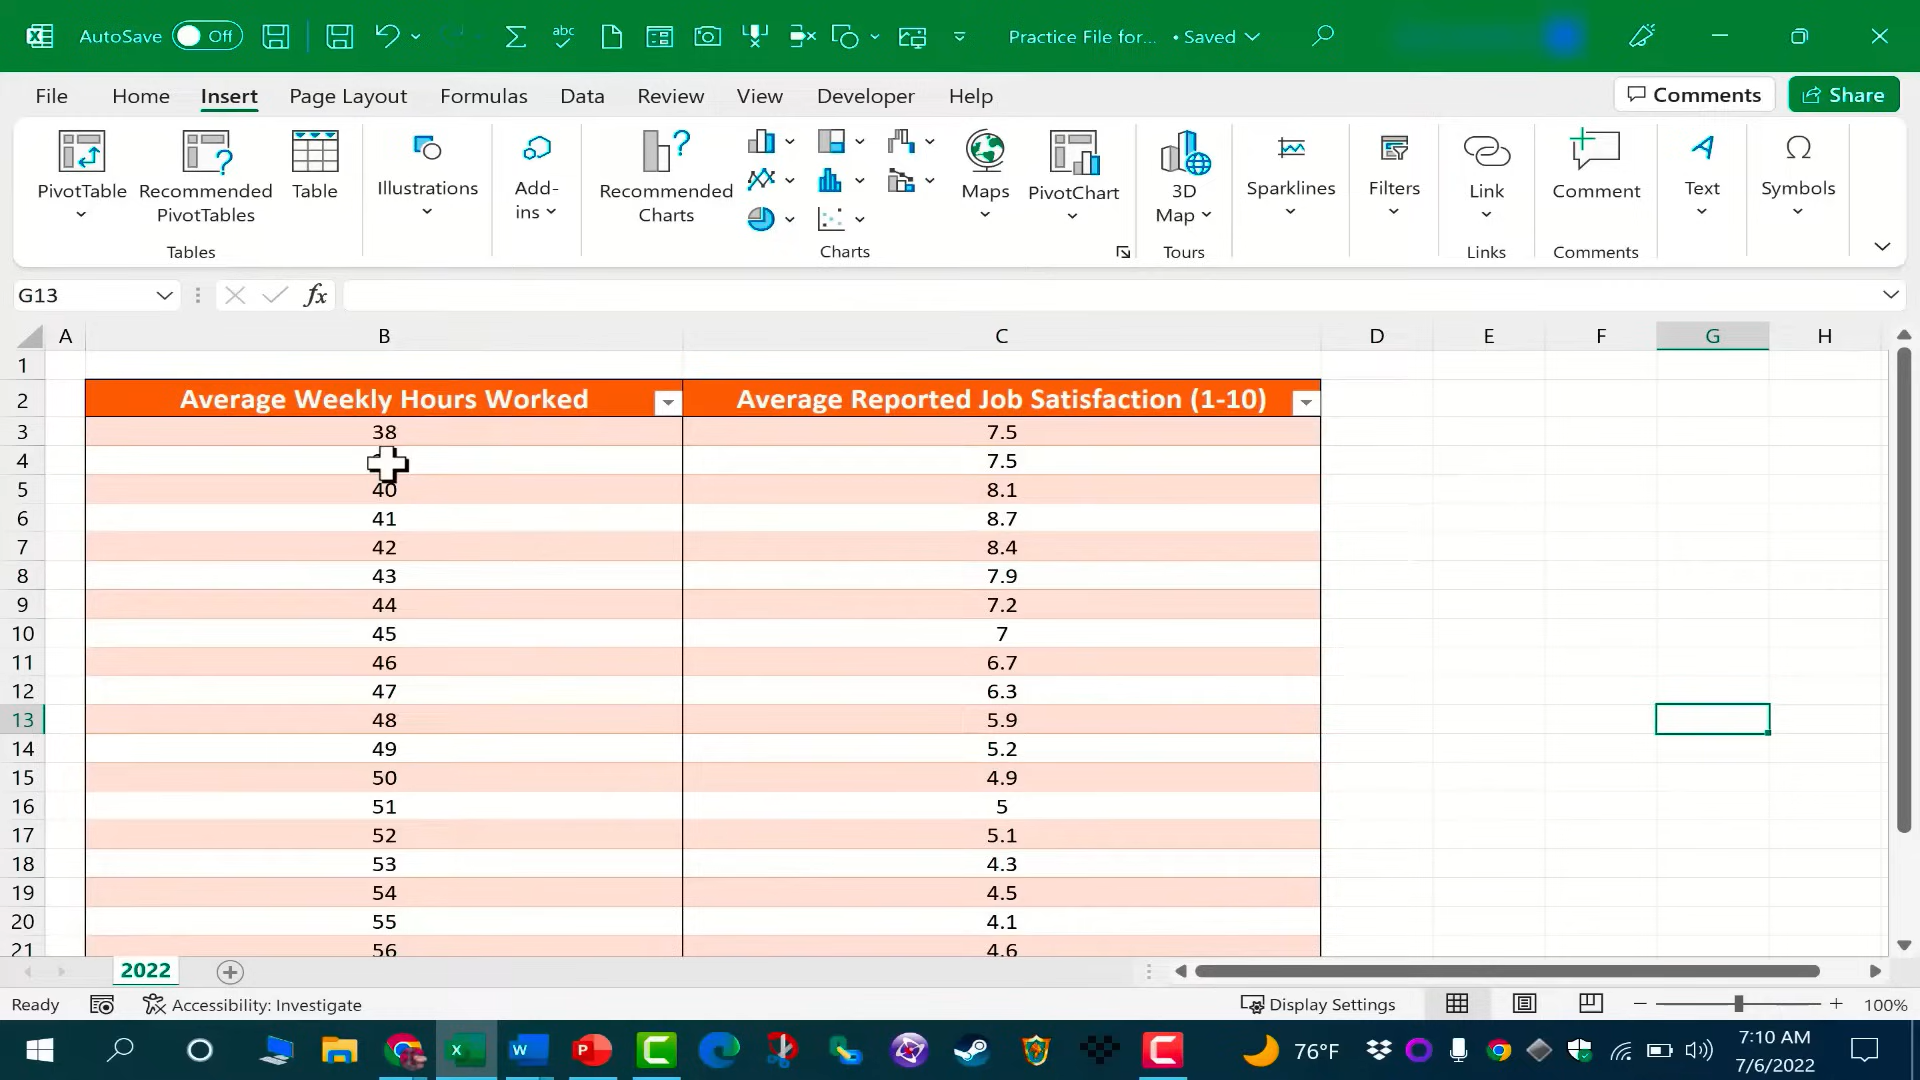 AutoSave Off Practice File for... • Saved
File Home Insert Page Layout Formulas Data Review View Developer Help Comments Share
PivotTable Recommended PivotTables Table Illustrations Add-ins Recommended Charts Maps PivotChart 3D Map Sparklines Filters Link Comment Text Symbols
Tables Charts Tours Links Comments
G13 fx
A B C D E F G H
1
2 Average Weekly Hours Worked Average Reported Job Satisfaction (1-10)
3 38 7.5
4 7.5
5 40 8.1
6 41 8.7
7 42 8.4
8 43 7.9
9 44 7.2
10 45 7
11 46 6.7
12 47 6.3
13 48 5.9
14 49 5.2
15 50 4.9
16 51 5
17 52 5.1
18 53 4.3
19 54 4.5
20 55 4.1
21 56 4.6
2022
Ready Accessibility: Investigate Display Settings 100%
76°F 7:10 AM
7/6/2022